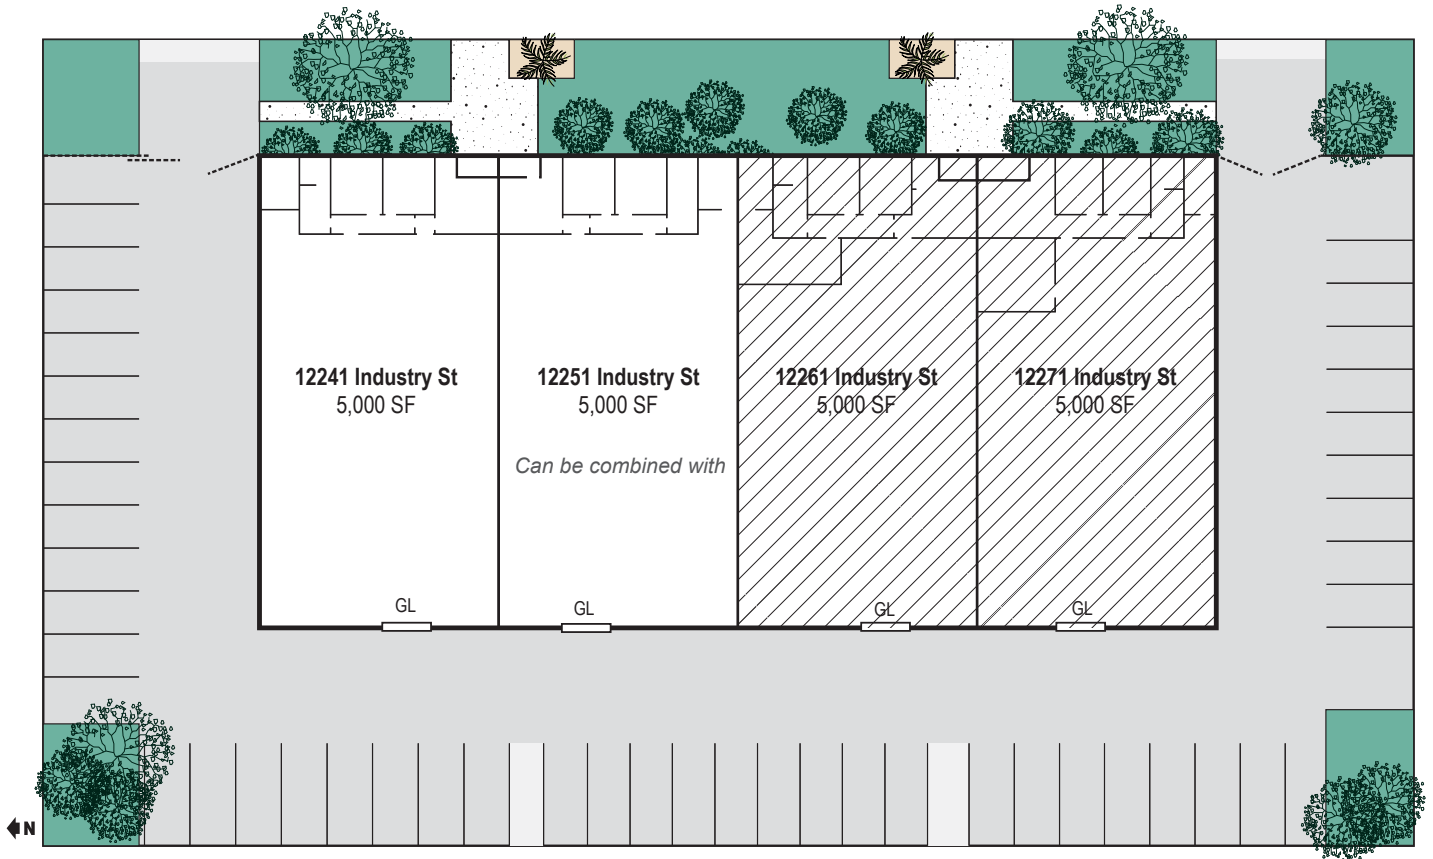 12241 Industry St
5,000 SF
12251 Industry St
5,000 SF
Can be combined with
12261 Industry St
5,000 SF
12271 Industry St
5,000 SF
GL
GL
GL
GL
N